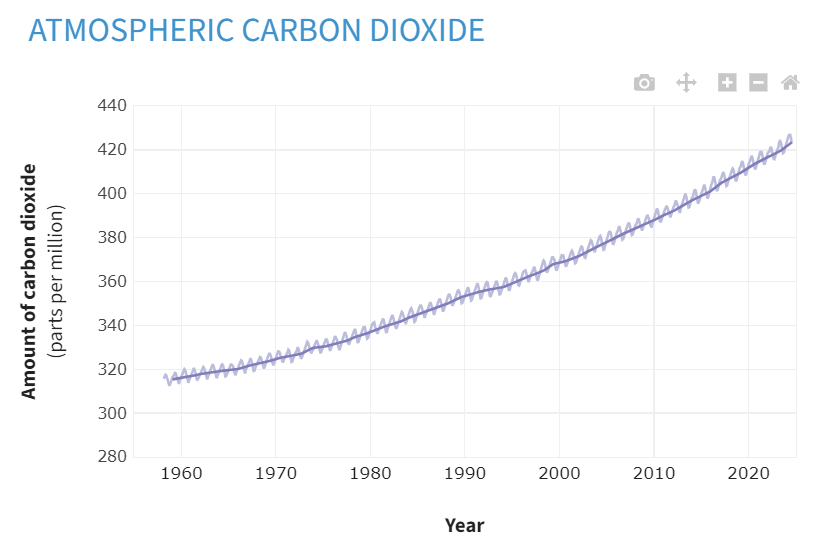 ATMOSPHERIC CARBON DIOXIDE
440
420
400
380
360
340
320
300
280
Amount of carbon dioxide
(parts per million)
1960 1970 1980 1990 2000 2010 2020
Year